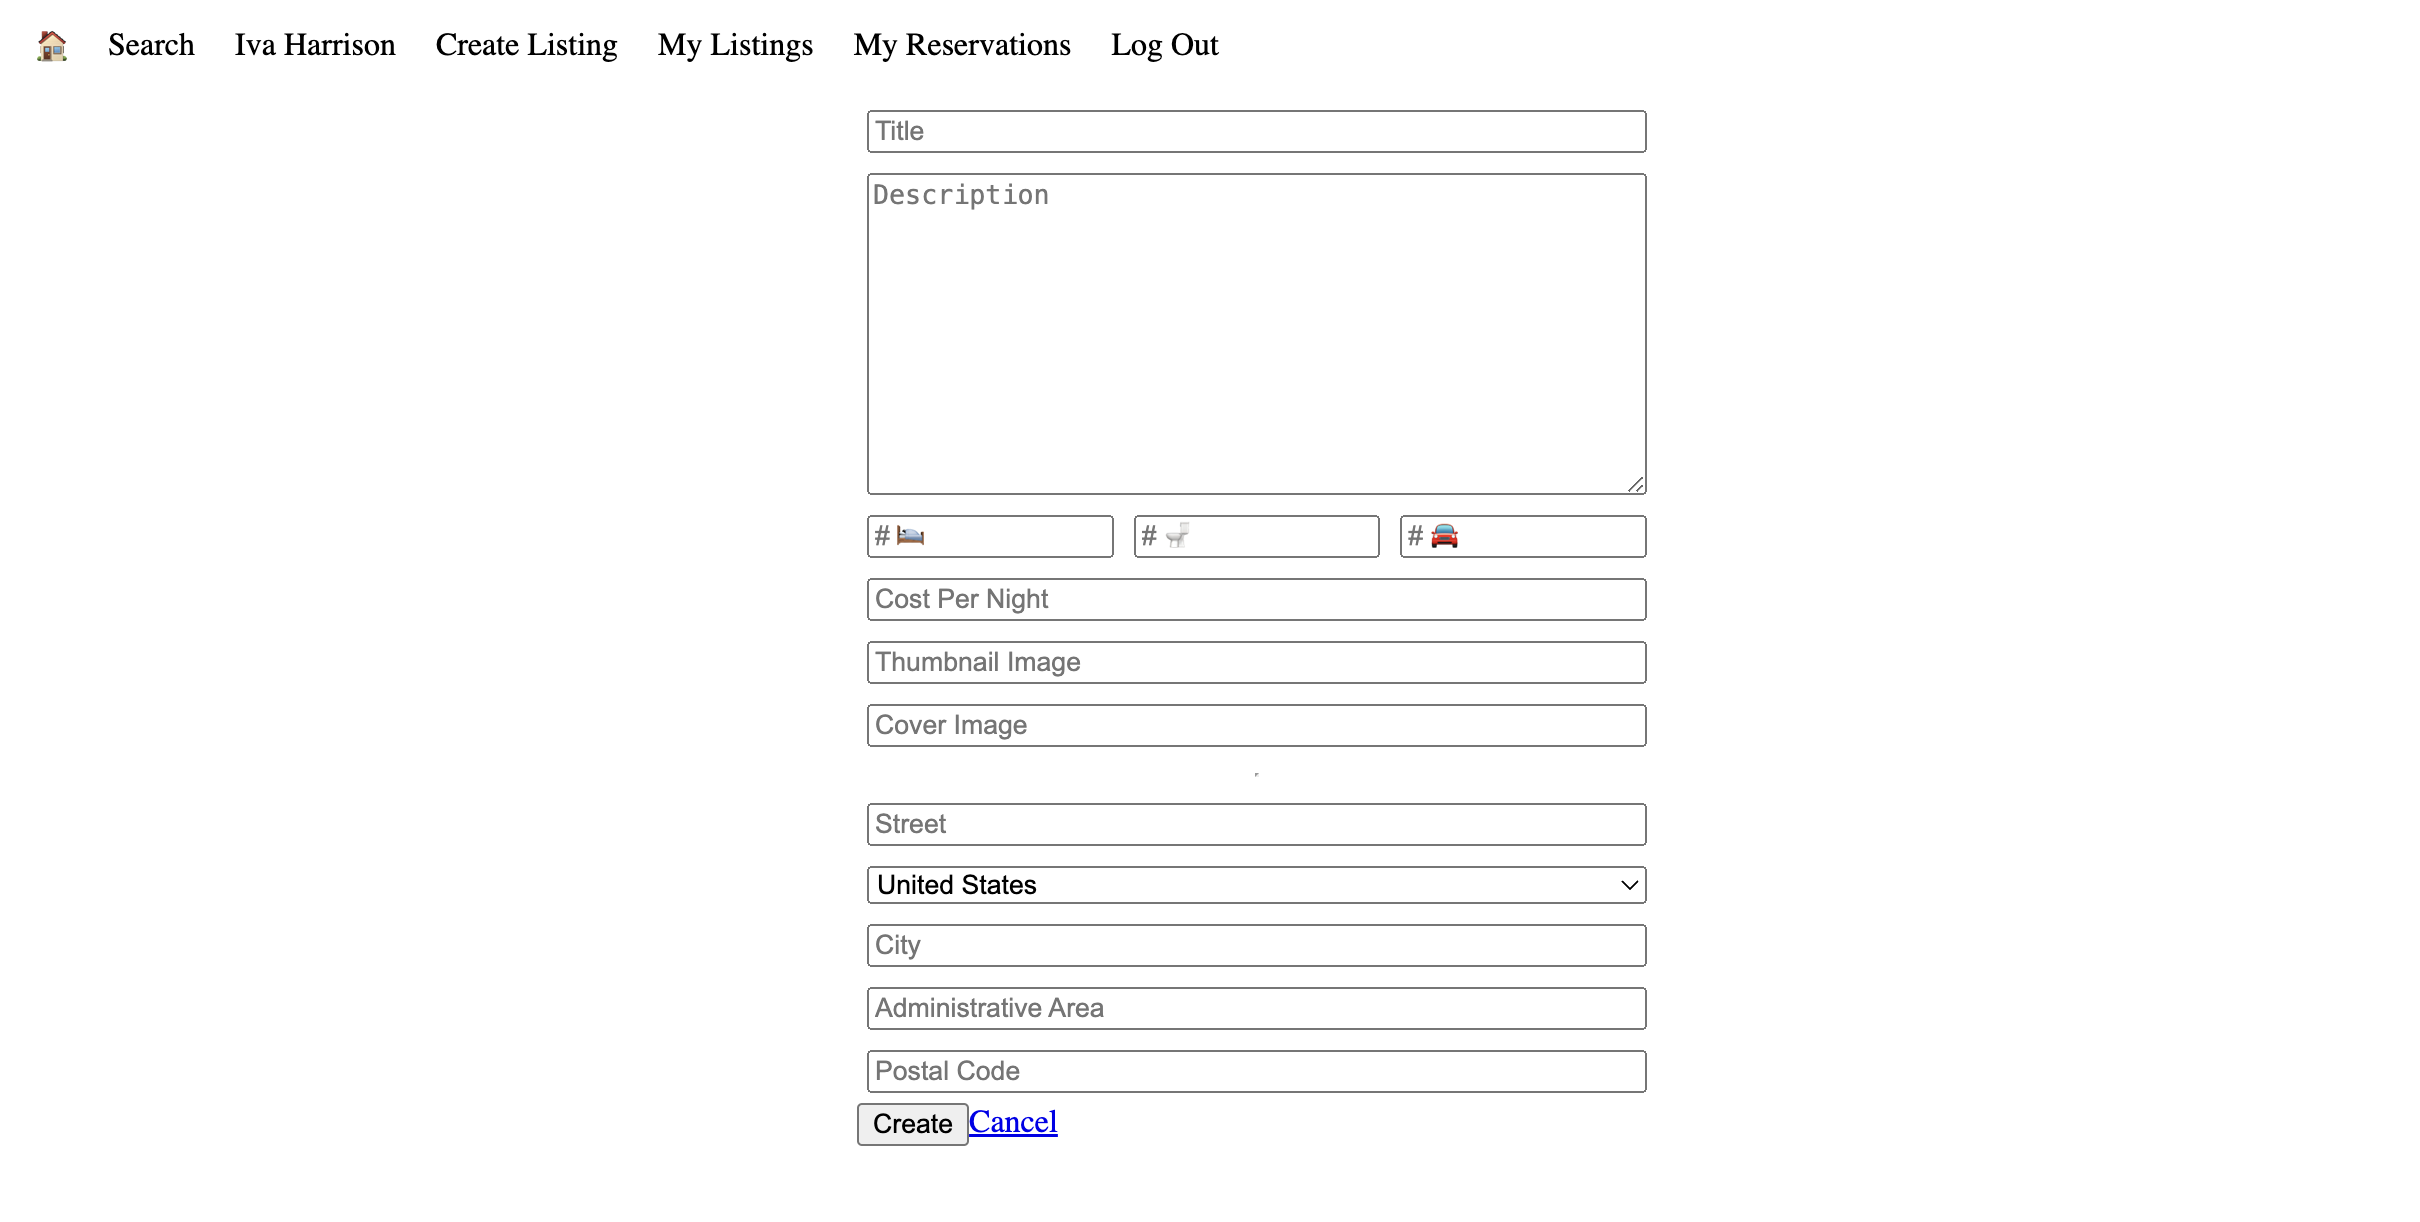 Search Iva Harrison Create Listing My Listings My Reservations Log Out
Title
Description
# # #
Cost Per Night
Thumbnail Image
Cover Image
Street
United States
City
Administrative Area
Postal Code
Create Cancel